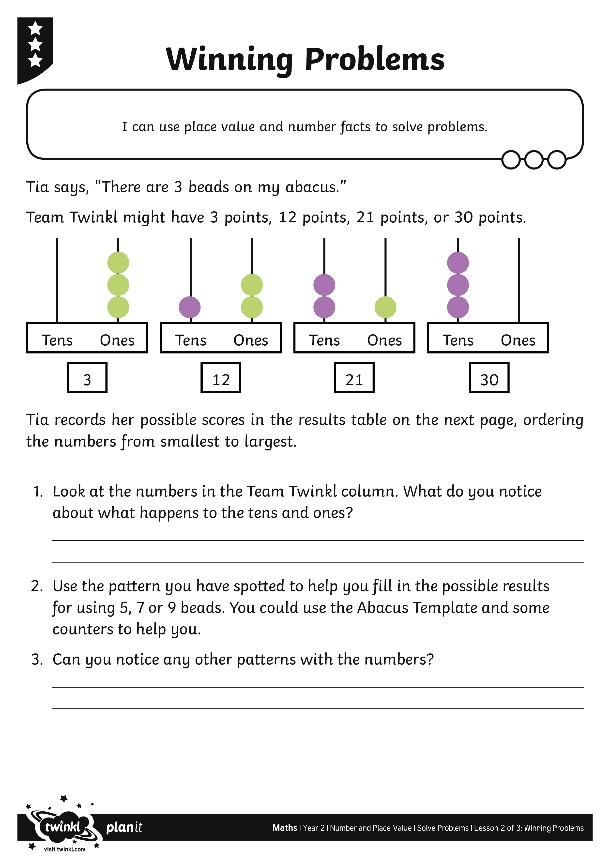 Winning Problems
I can use place value and number facts to solve problems.
Tia says, “There are 3 beads on my abacus.”
Team Twinkl might have 3 points, 12 points, 21 points, or 30 points.
Tens Ones Tens Ones Tens Ones Tens Ones
3 12 21 30
Tia records her possible scores in the results table on the next page, ordering
the numbers from smallest to largest.
1. Look at the numbers in the Team Twinkl column. What do you notice
about what happens to the tens and ones?
2. Use the pattern you have spotted to help you fill in the possible results
for using 5, 7 or 9 beads. You could use the Abacus Template and some
counters to help you.
3. Can you notice any other patterns with the numbers?
twinkl planit
visit twinkl.com
Maths | Year 2 | Number and Place Value | Solve Problems | Lesson 2 of 3: Winning Problems